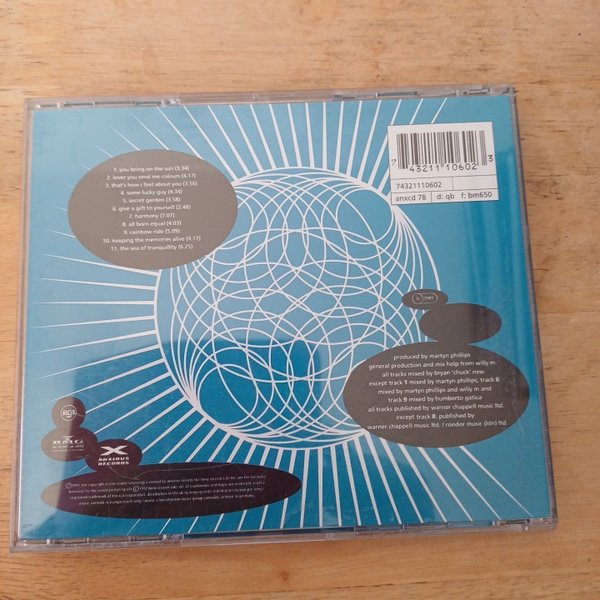 1. you bring on the sun (3.34)
2. lover you send me colours (4.17)
3. that's how i feel about you (3.56)
4. some lucky guy (4.34)
5. secret garden (3.58)
6. give a gift to yourself (2.48)
7. harmony (7.07)
8. all born equal (4.03)
9. rainbow ride (5.09)
10. keeping the memories alive (4.17)
11. the sea of tranquillity (6.25)
7 43211 10602 3
74321110602
anxcd 78 d: gb f: bm650
produced by martyn phillips
general production and mix help from willy m
all tracks mixed by bryan 'chuck' new
except track 1 mixed by martyn phillips, track 6
mixed by martyn phillips and willy m and
track 9 mixed by humberto gatica
all tracks published by warner chappell music ltd.
except track 8. published by
warner chappell music ltd. / rondor music (ldn) ltd.
BMG
X
ANXIOUS
RECORDS